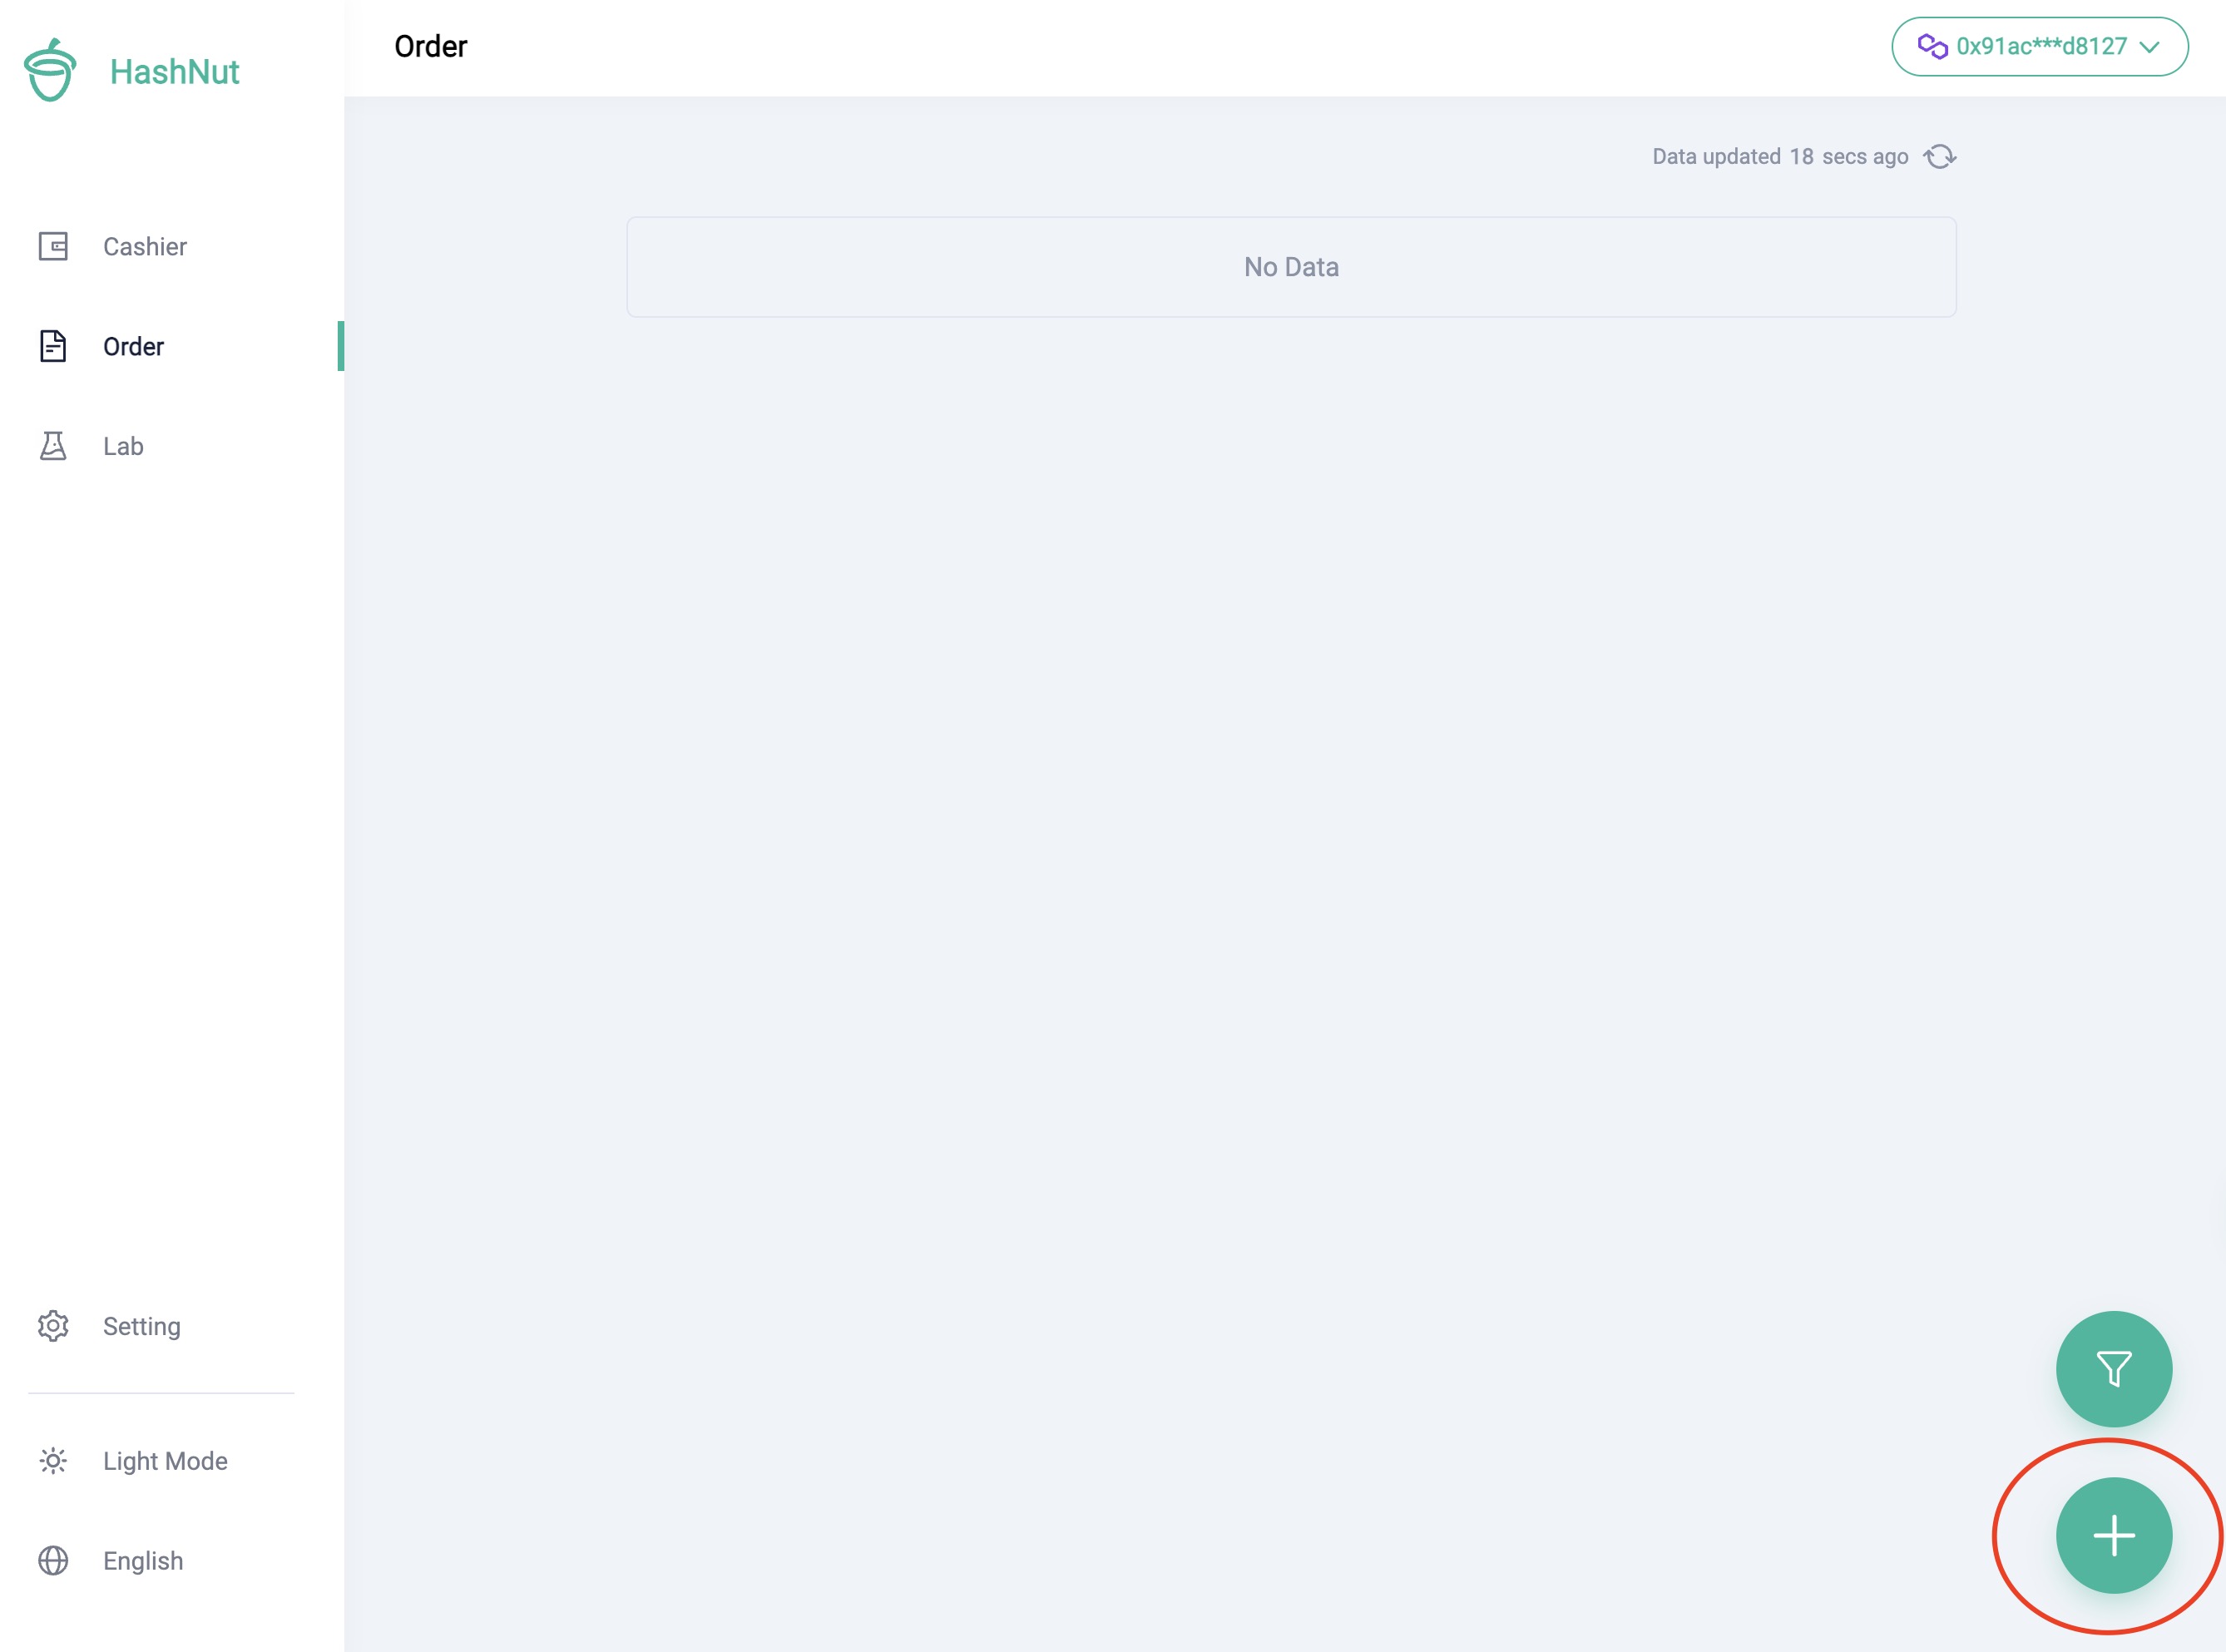 HashNut
Order
0x91ac***d8127
Data updated 18 secs ago
No Data
Cashier
Order
Lab
Setting
Light Mode
English